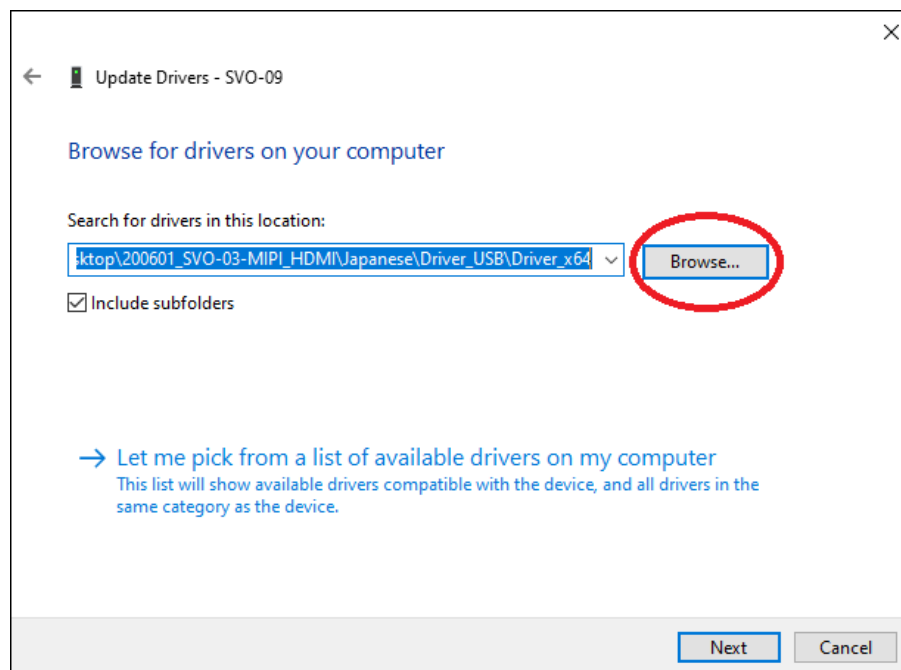 Update Drivers - SVO-09
Browse for drivers on your computer
Search for drivers in this location:
sktop\200601_SVO-03-MIPI_HDMI\Japanese\Driver_USB\Driver_x64
Browse...
Include subfolders
Let me pick from a list of available drivers on my computer
This list will show available drivers compatible with the device, and all drivers in the
same category as the device.
Next
Cancel